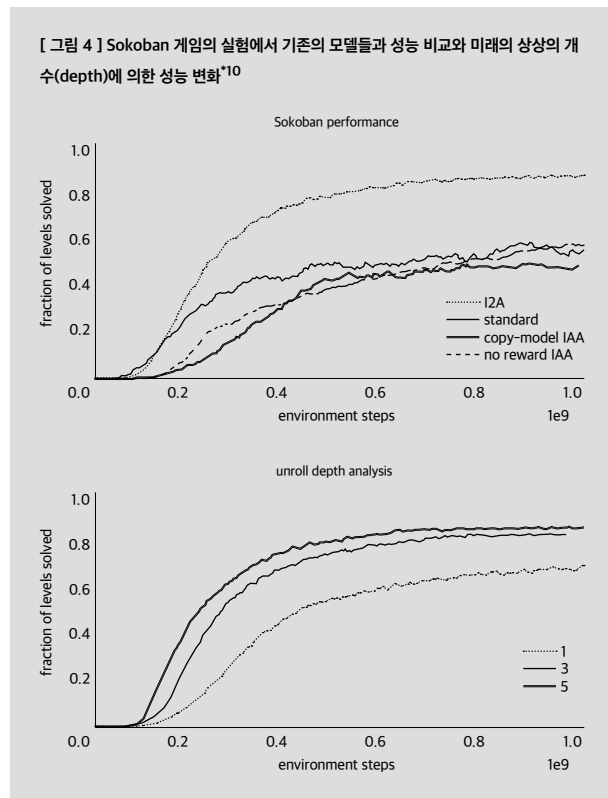 [ 그림 4 ] Sokoban 게임의 실험에서 기존의 모델들과 성능 비교와 미래의 상상의 개
수(depth)에 의한 성능 변화*10
Sokoban performance
fraction of levels solved
1.0
0.8
0.6
0.4
0.2
I2A
standard
copy-model IAA
no reward IAA
0.0
0.2
0.4
0.6
0.8
1.0
environment steps
1e9
unroll depth analysis
fraction of levels solved
1.0
0.8
0.6
0.4
0.2
1
3
5
0.0
0.2
0.4
0.6
0.8
1.0
environment steps
1e9